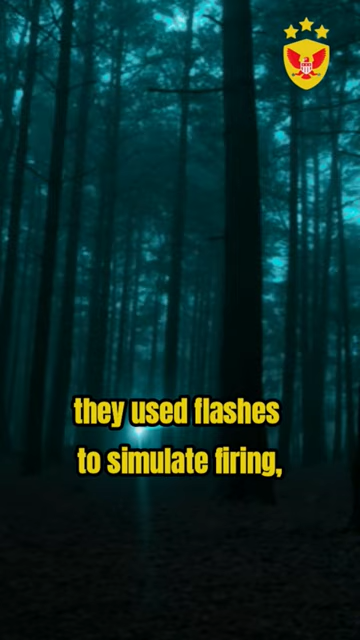 they used flashes
to simulate firing,